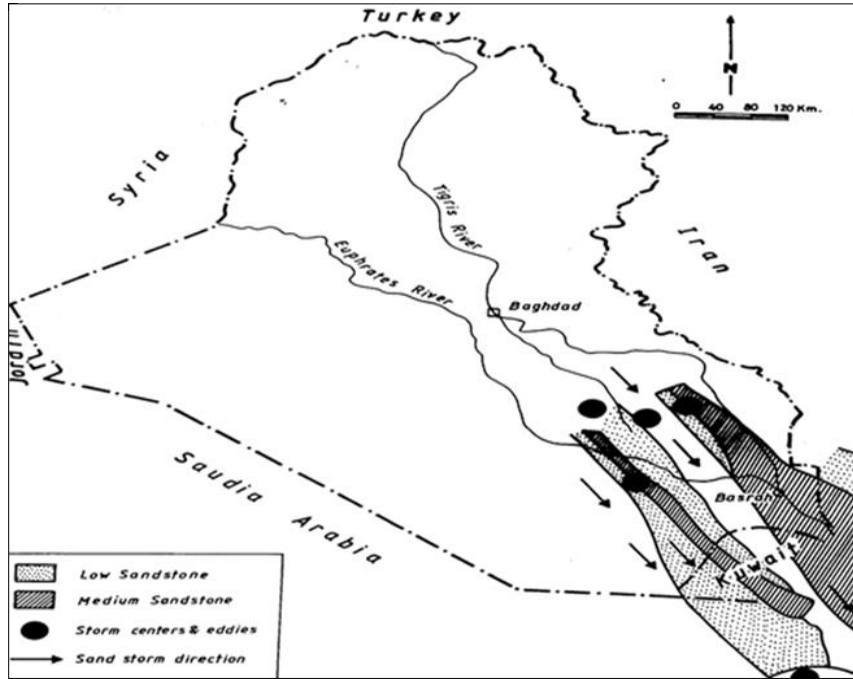 Turkey
N
0 40 80 120 Km.
Syria
Tigris River
Iran
Euphrates River
Baghdad
Jordan
Saudia Arabia
Basrah
Kuwait
Low Sandstone
Medium Sandstone
Storm centers & eddies
Sand storm direction